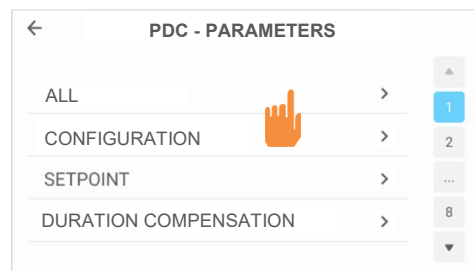 PDC - PARAMETERS
ALL
1
CONFIGURATION
2
SETPOINT
...
DURATION COMPENSATION
8